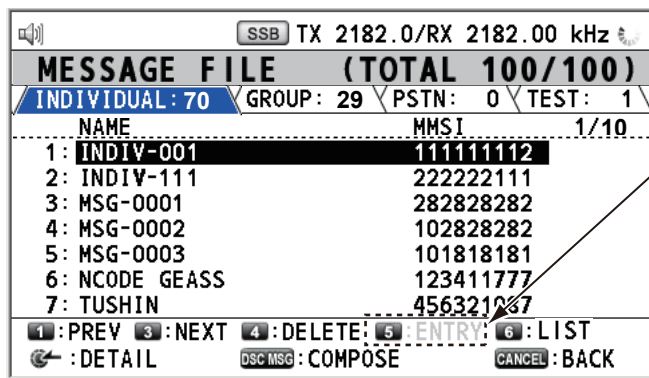 SSB TX 2182.0/RX 2182.00 kHz
MESSAGE FILE (TOTAL 100/100)
INDIVIDUAL: 70 GROUP: 29 PSTN: 0 TEST: 1
NAME MMSI 1/10
1: INDIV-001 111111112
2: INDIV-111 222222111
3: MSG-0001 282828282
4: MSG-0002 102828282
5: MSG-0003 101818181
6: NCODE GEASS 123411777
7: TUSHIN 456321987
1 :PREV 3 :NEXT 4 :DELETE 5 :ENTRY 6 :LIST
:DETAIL DSC MSG :COMPOSE CANCEL :BACK